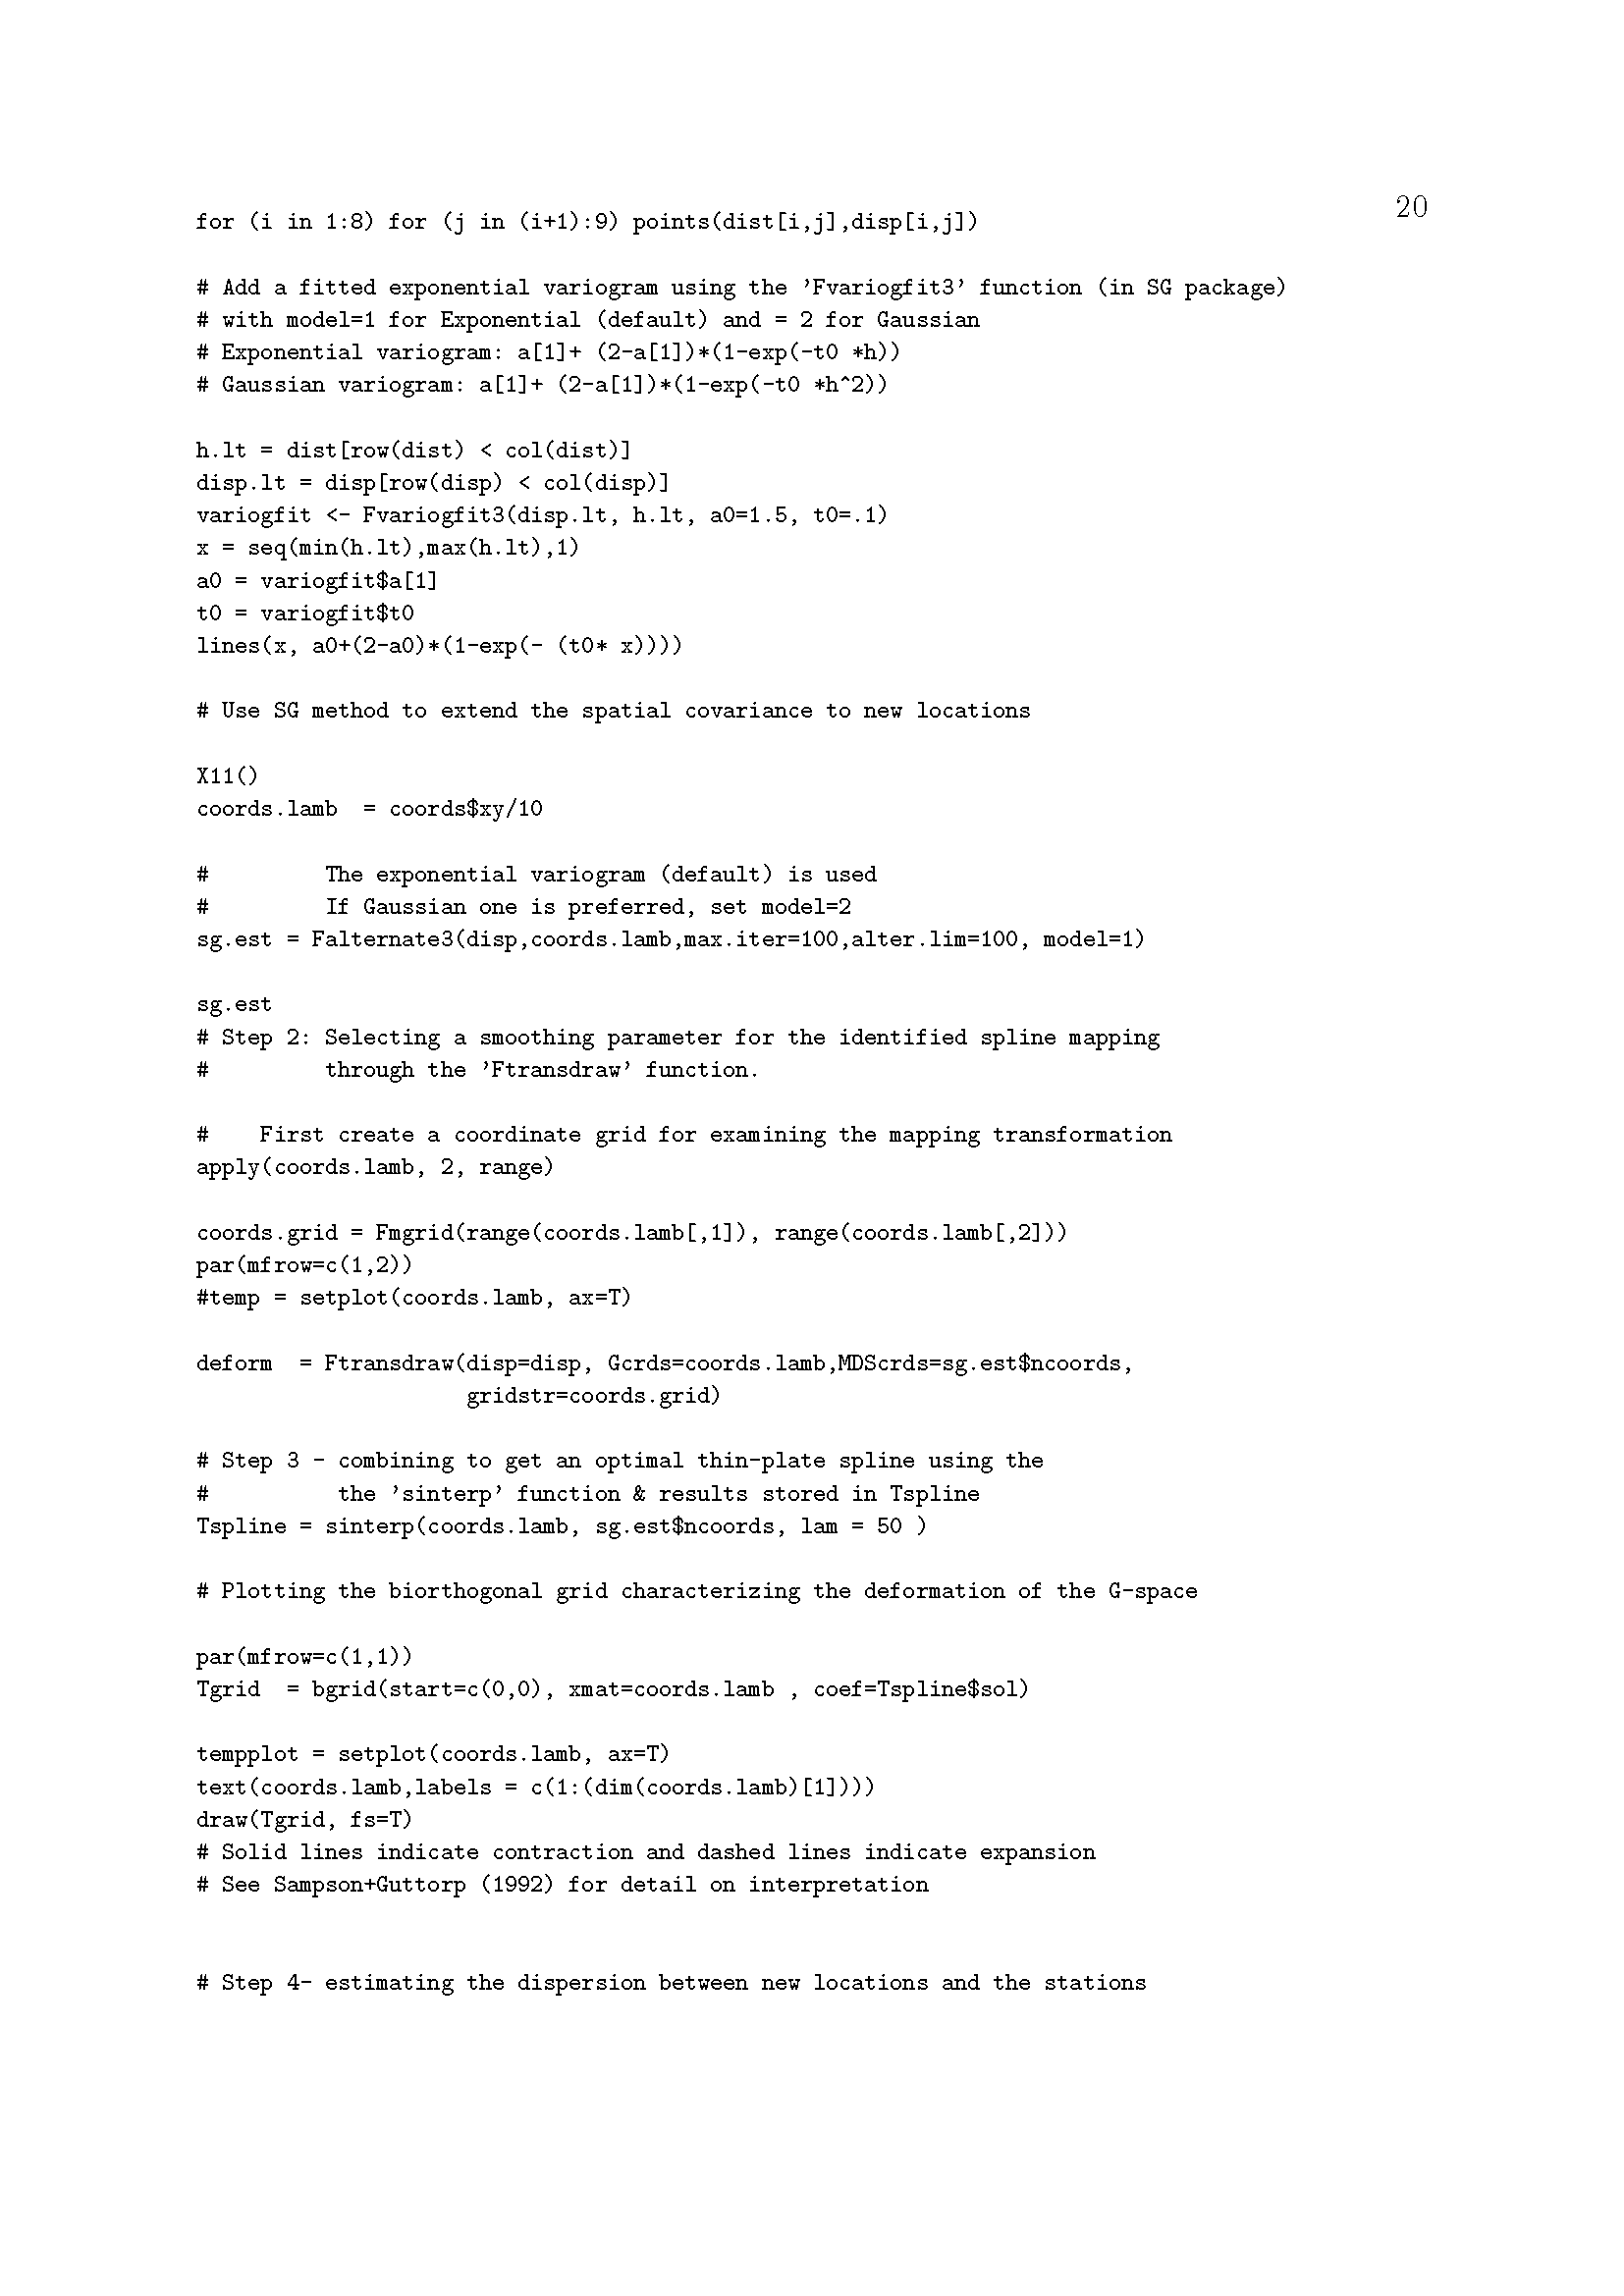 20
for (i in 1:8) for (j in (i+1):9) points(dist[i,j],disp[i,j])
# Add a fitted exponential variogram using the ’Fvariogfit3’ function (in SG package)
# with model=1 for Exponential (default) and = 2 for Gaussian
# Exponential variogram: a[1]+ (2-a[1])*(1-exp(-t0 *h))
# Gaussian variogram: a[1]+ (2-a[1])*(1-exp(-t0 *h^2))
h.lt = dist[row(dist) < col(dist)]
disp.lt = disp[row(disp) < col(disp)]
variogfit <- Fvariogfit3(disp.lt, h.lt, a0=1.5, t0=.1)
x = seq(min(h.lt),max(h.lt),1)
a0 = variogfit$a[1]
t0 = variogfit$t0
lines(x, a0+(2-a0)*(1-exp(- (t0* x))))
# Use SG method to extend the spatial covariance to new locations
X11()
coords.lamb  = coords$xy/10
#         The exponential variogram (default) is used
#         If Gaussian one is preferred, set model=2
sg.est = Falternate3(disp,coords.lamb,max.iter=100,alter.lim=100, model=1)
sg.est
# Step 2: Selecting a smoothing parameter for the identified spline mapping
#         through the ’Ftransdraw’ function.
#    First create a coordinate grid for examining the mapping transformation
apply(coords.lamb, 2, range)
coords.grid = Fmgrid(range(coords.lamb[,1]), range(coords.lamb[,2]))
par(mfrow=c(1,2))
#temp = setplot(coords.lamb, ax=T)
deform  = Ftransdraw(disp=disp, Gcrds=coords.lamb,MDScrds=sg.est$ncoords,
                     gridstr=coords.grid)
# Step 3 - combining to get an optimal thin-plate spline using the
#          the ’sinterp’ function & results stored in Tspline
Tspline = sinterp(coords.lamb, sg.est$ncoords, lam = 50 )
# Plotting the biorthogonal grid characterizing the deformation of the G-space
par(mfrow=c(1,1))
Tgrid  = bgrid(start=c(0,0), xmat=coords.lamb , coef=Tspline$sol)
tempplot = setplot(coords.lamb, ax=T)
text(coords.lamb,labels = c(1:(dim(coords.lamb)[1])))
draw(Tgrid, fs=T)
# Solid lines indicate contraction and dashed lines indicate expansion
# See Sampson+Guttorp (1992) for detail on interpretation
# Step 4- estimating the dispersion between new locations and the stations